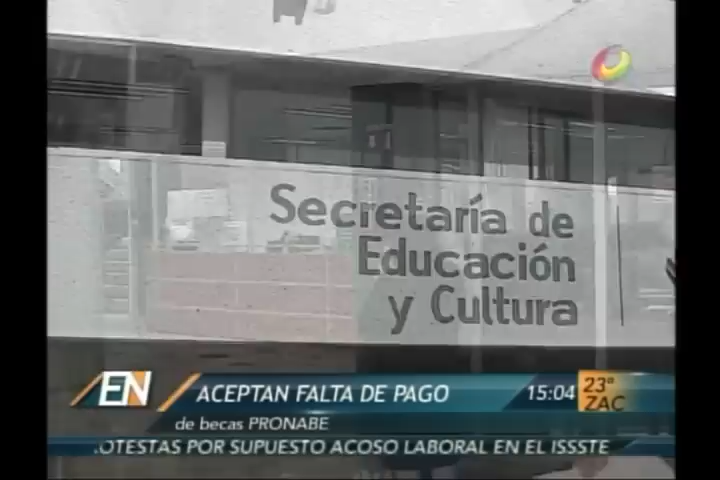 Secretaría de
Educación
y Cultura
EN
ACEPTAN FALTA DE PAGO
15:04
23°
ZAC
de becas PRONABE
OTESTAS POR SUPUESTO ACOSO LABORAL EN EL ISSSTE